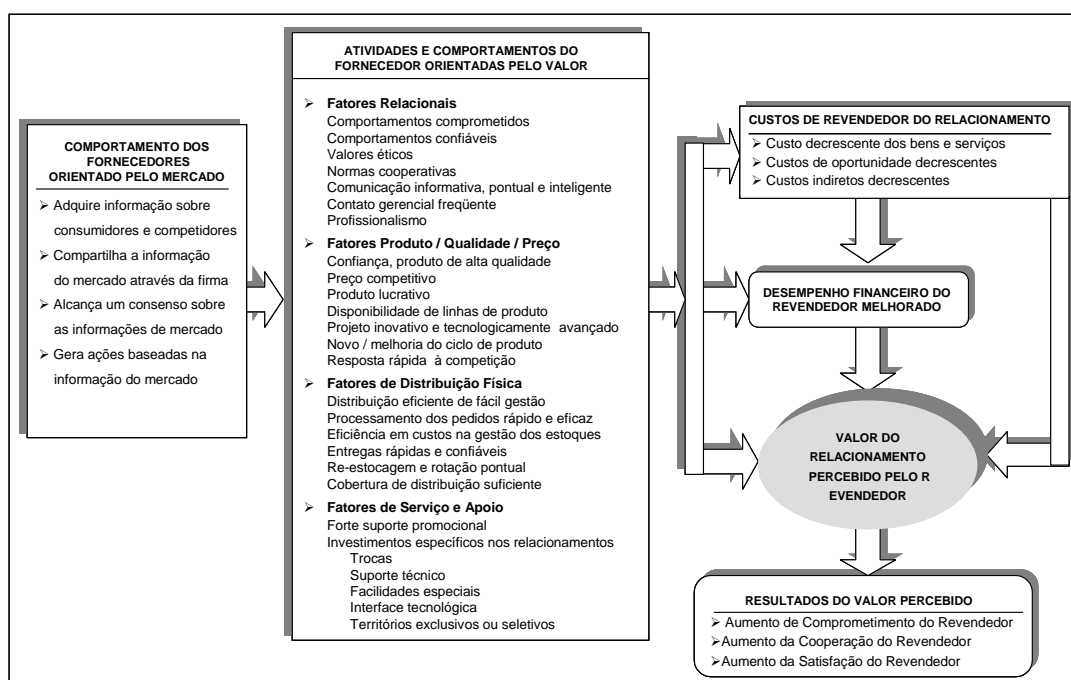 COMPORTAMENTO DOS
FORNECEDORES
ORIENTADO PELO MERCADO
➢ Adquire informação sobre
consumidores e competidores
➢ Compartilha a informação
do mercado através da firma
➢ Alcança um consenso sobre
as informações de mercado
➢ Gera ações baseadas na
informação do mercado
ATIVIDADES E COMPORTAMENTOS DO
FORNECEDOR ORIENTADAS PELO VALOR
➢ Fatores Relacionais
Comportamentos comprometidos
Comportamentos confiáveis
Valores éticos
Normas cooperativas
Comunicação informativa, pontual e inteligente
Contato gerencial freqüente
Profissionalismo
➢ Fatores Produto / Qualidade / Preço
Confiança, produto de alta qualidade
Preço competitivo
Produto lucrativo
Disponibilidade de linhas de produto
Projeto inovativo e tecnologicamente avançado
Novo / melhoria do ciclo de produto
Resposta rápida à competição
➢ Fatores de Distribuição Física
Distribuição eficiente de fácil gestão
Processamento dos pedidos rápido e eficaz
Eficiência em custos na gestão dos estoques
Entregas rápidas e confiáveis
Re-estocagem e rotação pontual
Cobertura de distribuição suficiente
➢ Fatores de Serviço e Apoio
Forte suporte promocional
Investimentos específicos nos relacionamentos
Trocas
Suporte técnico
Facilidades especiais
Interface tecnológica
Territórios exclusivos ou seletivos
CUSTOS DE REVENDEDOR DO RELACIONAMENTO
➢ Custo decrescente dos bens e serviços
➢ Custos de oportunidade decrescentes
➢ Custos indiretos decrescentes
DESEMPENHO FINANCEIRO DO
REVENDEDOR MELHORADO
VALOR DO
RELACIONAMENTO
PERCEBIDO PELO R
EVENDEDOR
RESULTADOS DO VALOR PERCEBIDO
➢ Aumento de Comprometimento do Revendedor
➢Aumento da Cooperação do Revendedor
➢Aumento da Satisfação do Revendedor